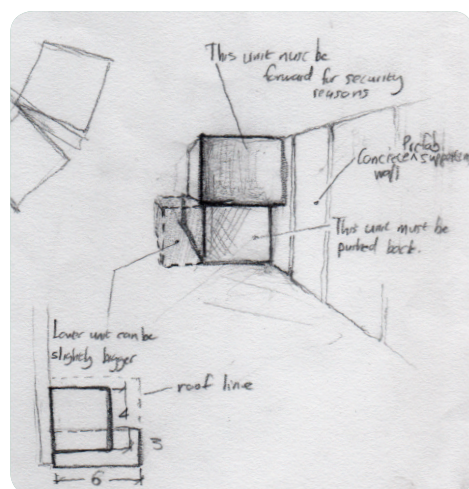 This unit must be
forward for security
reasons
Prefab
Concrete support
wall
This unit must be
pushed back.
Lower unit can be
slightly bigger
roof line
4
3
6